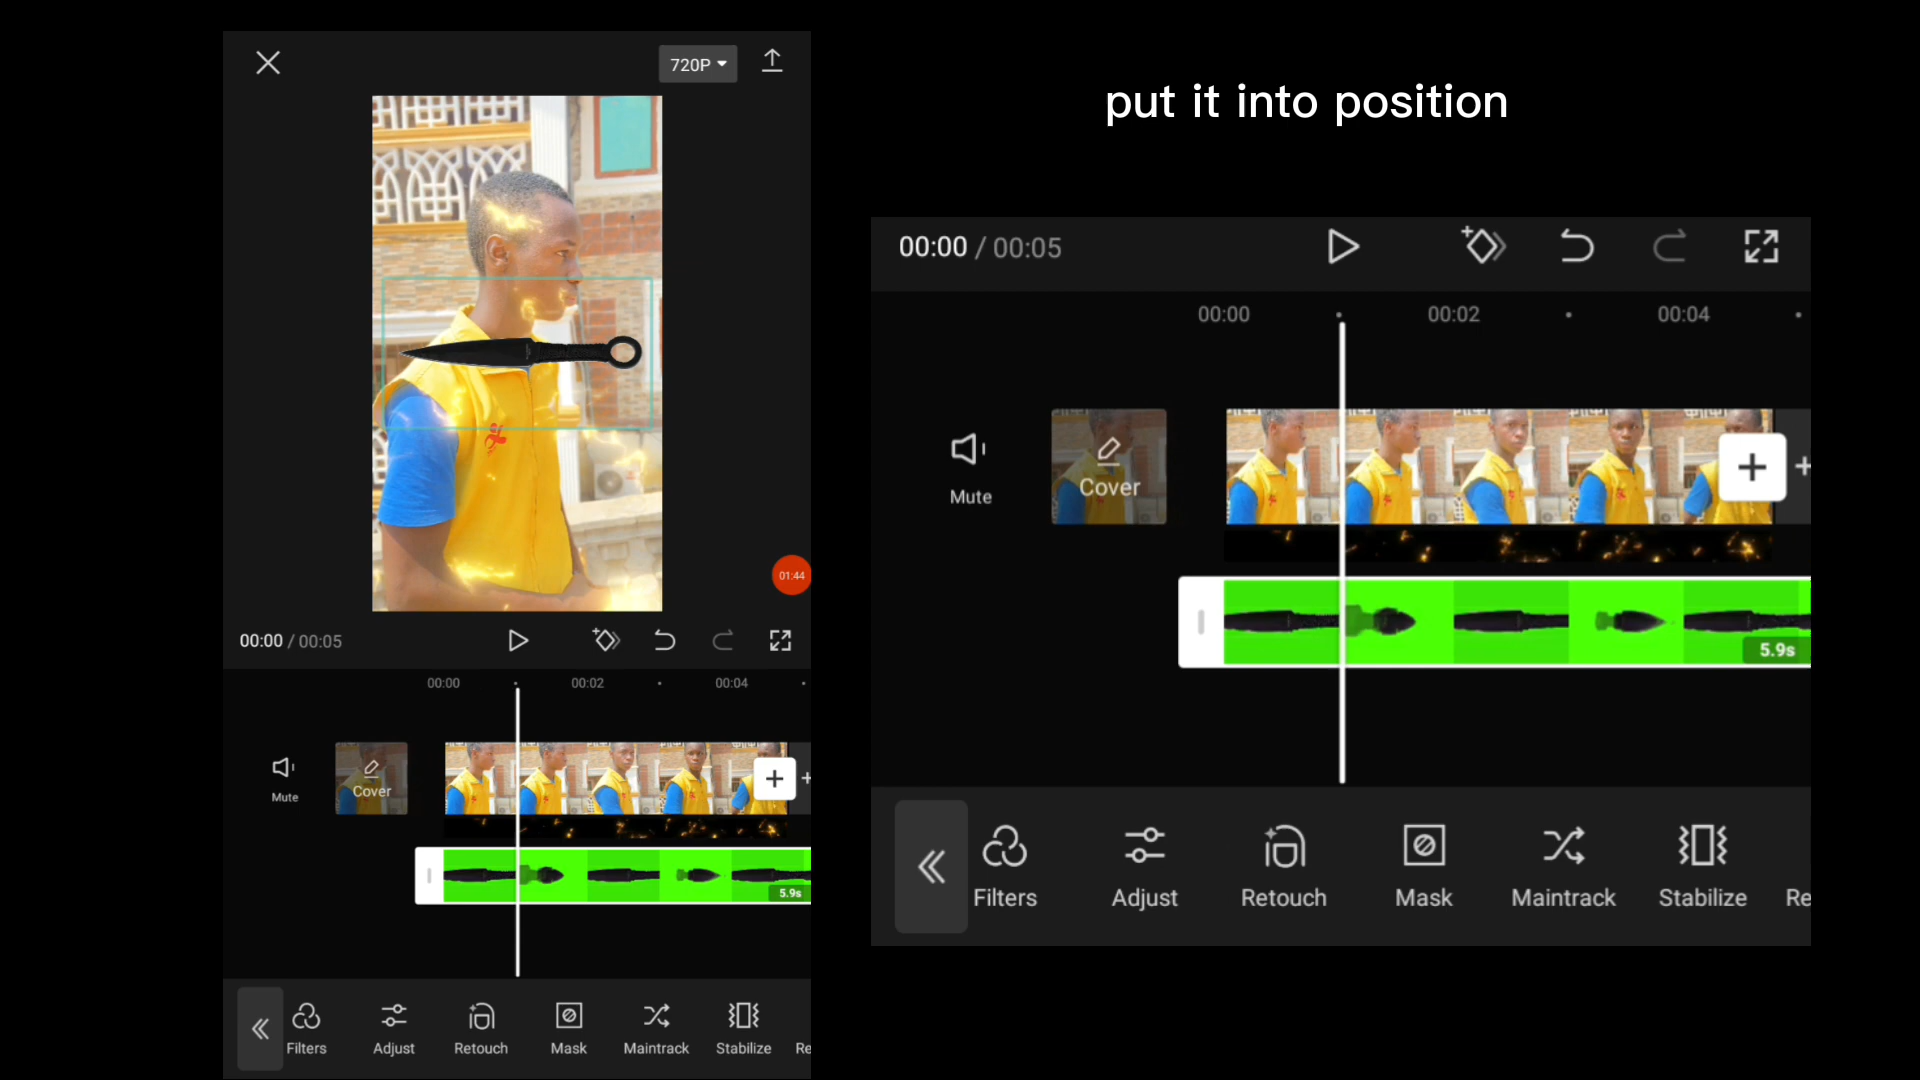 720P
put it into position
01:44
00:00 / 00:05
00:00
00:02
00:04
Mute
Cover
5.9s
Filters
Adjust
Retouch
Mask
Maintrack
Stabilize
Re
00:00 / 00:05
00:00
00:02
00:04
Mute
Cover
5.9s
Filters
Adjust
Retouch
Mask
Maintrack
Stabilize
Re